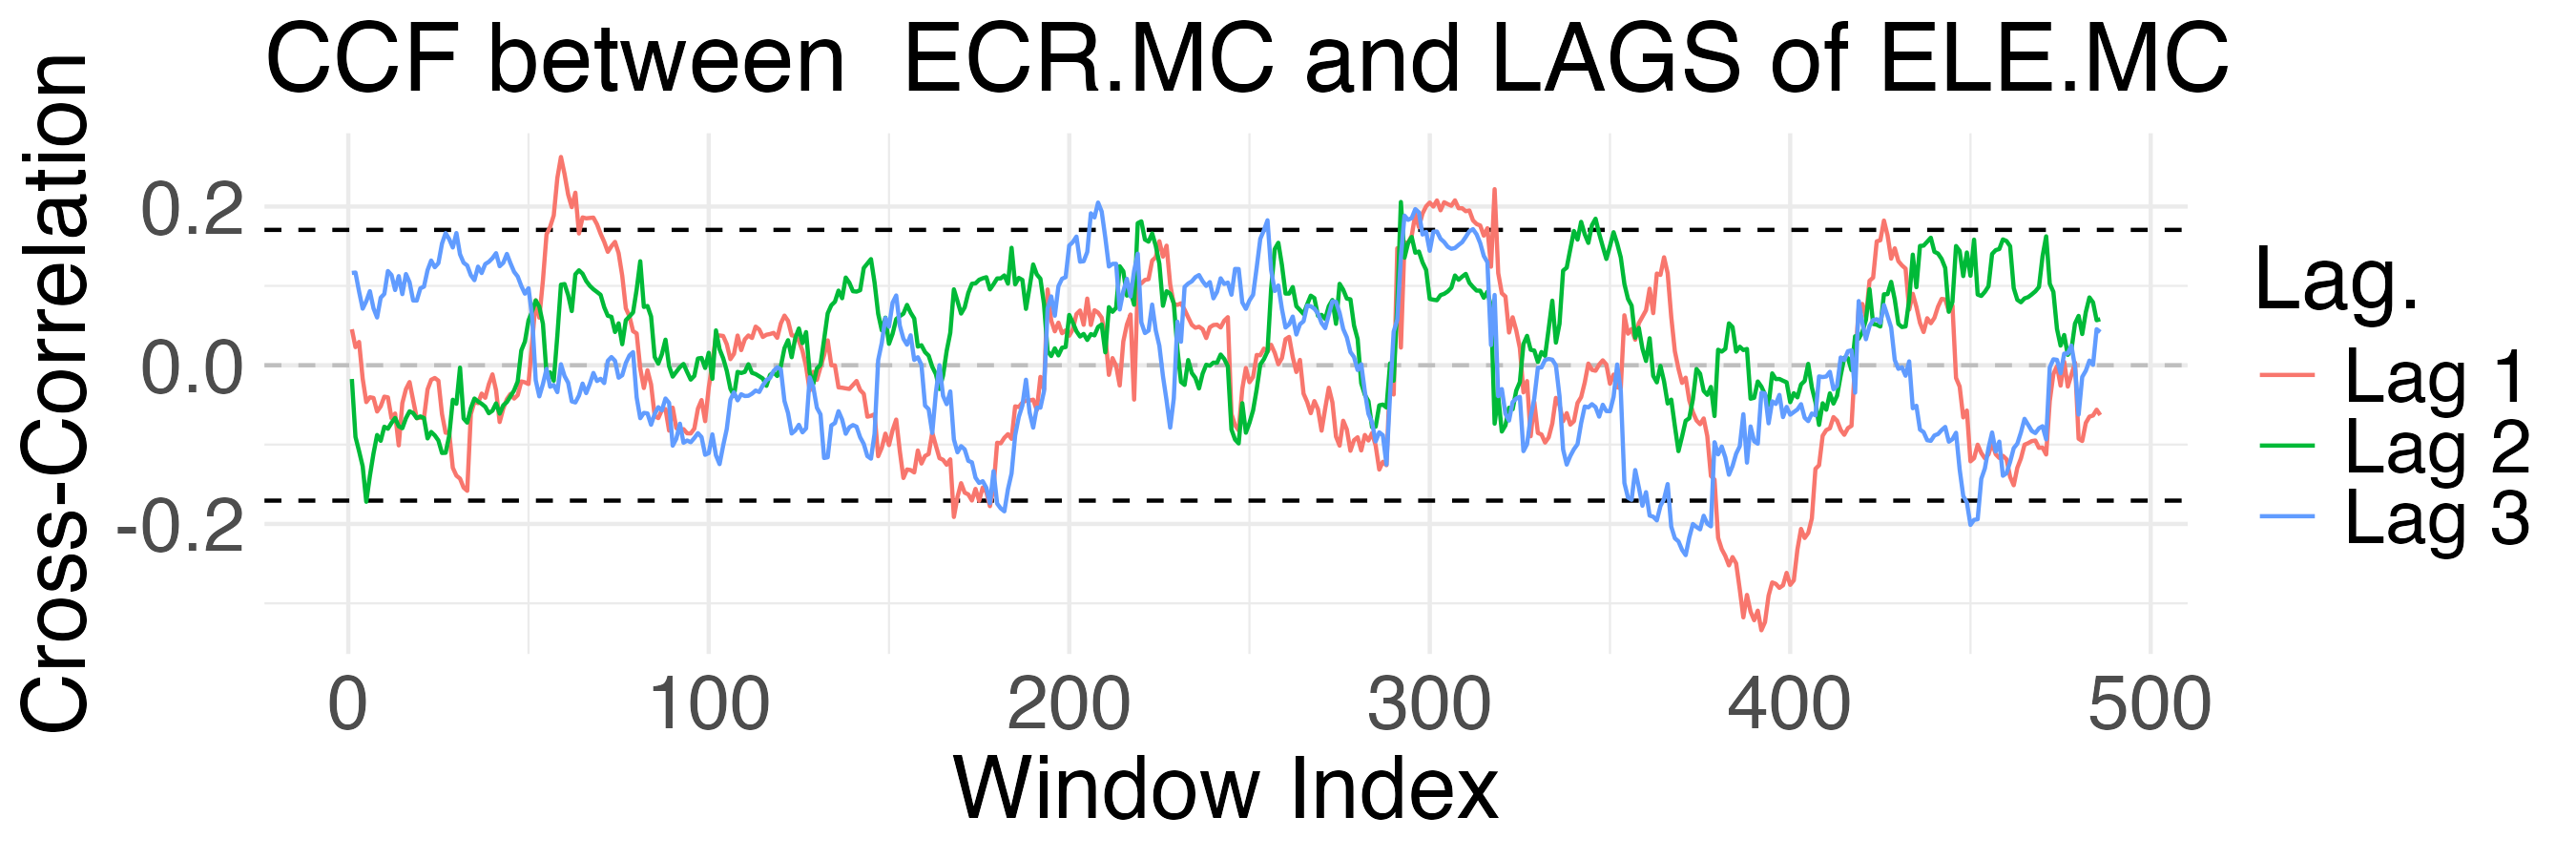 CCF between  ECR.MC and LAGS of ELE.MC
Cross-Correlation
0.2
0.0
-0.2
0 100 200 300 400 500
Window Index
Lag.
Lag 1
Lag 2
Lag 3